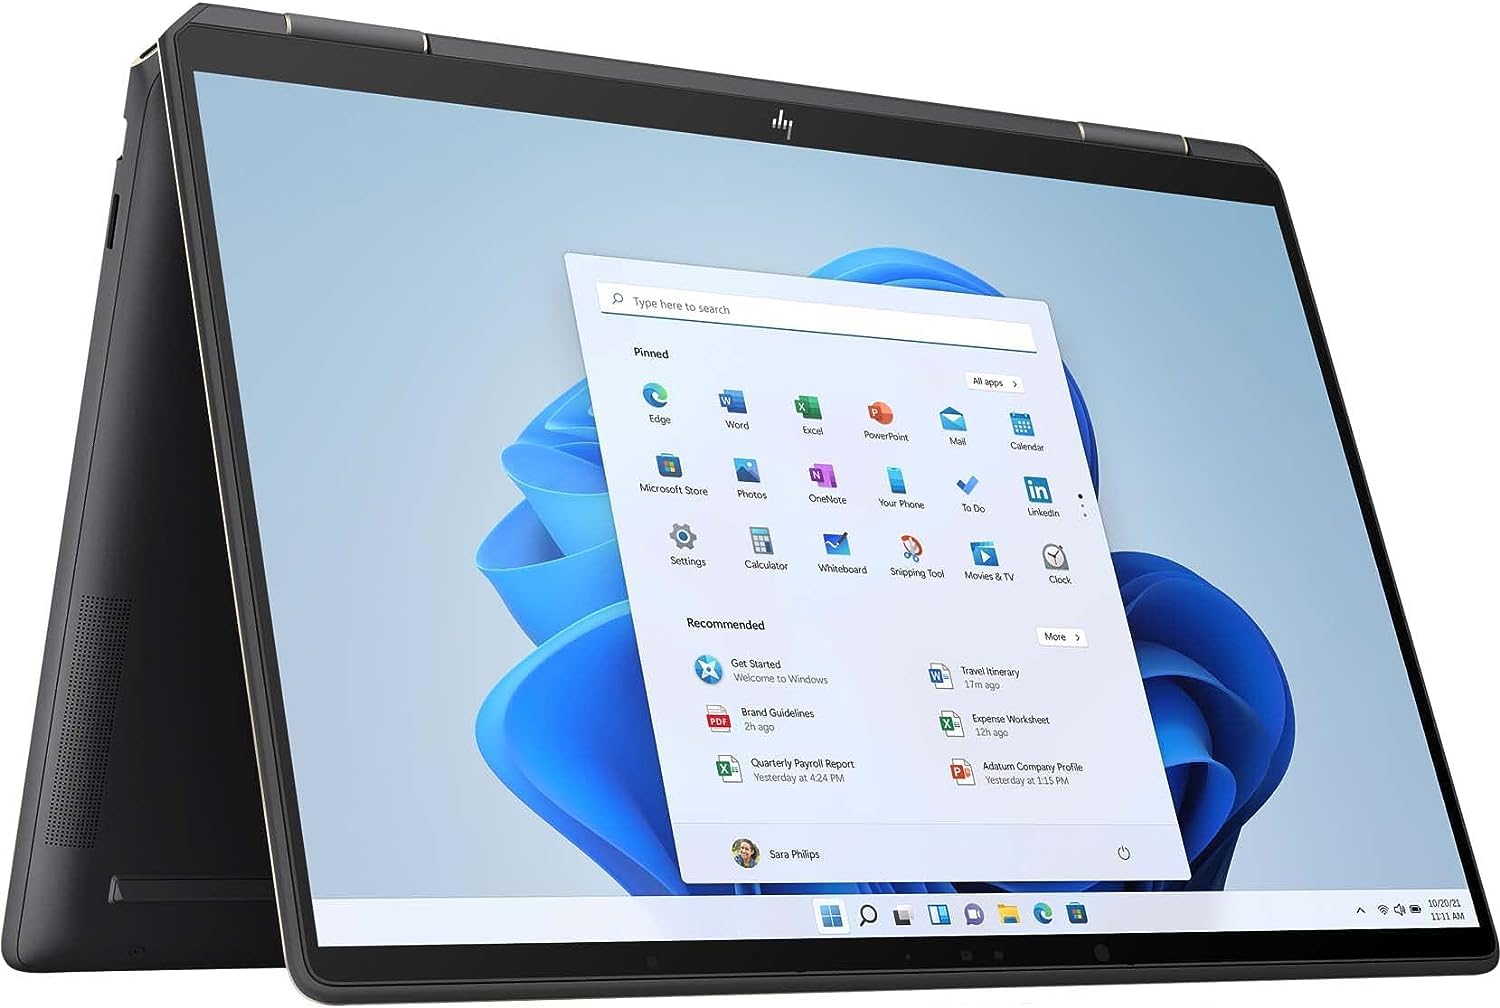 hp
Type here to search
Pinned
All apps >
Edge
Word
Excel
PowerPoint
Mail
Calendar
Microsoft Store
Photos
OneNote
Your Phone
To Do
LinkedIn
Settings
Calculator
Whiteboard
Snipping Tool
Movies & TV
Clock
Recommended
More >
Get Started
Welcome to Windows
Travel Itinerary
17m ago
Brand Guidelines
2h ago
Expense Worksheet
12h ago
Quarterly Payroll Report
Yesterday at 4:24 PM
Adatum Company Profile
Yesterday at 1:15 PM
Sara Philips
10/20/21
11:11 AM